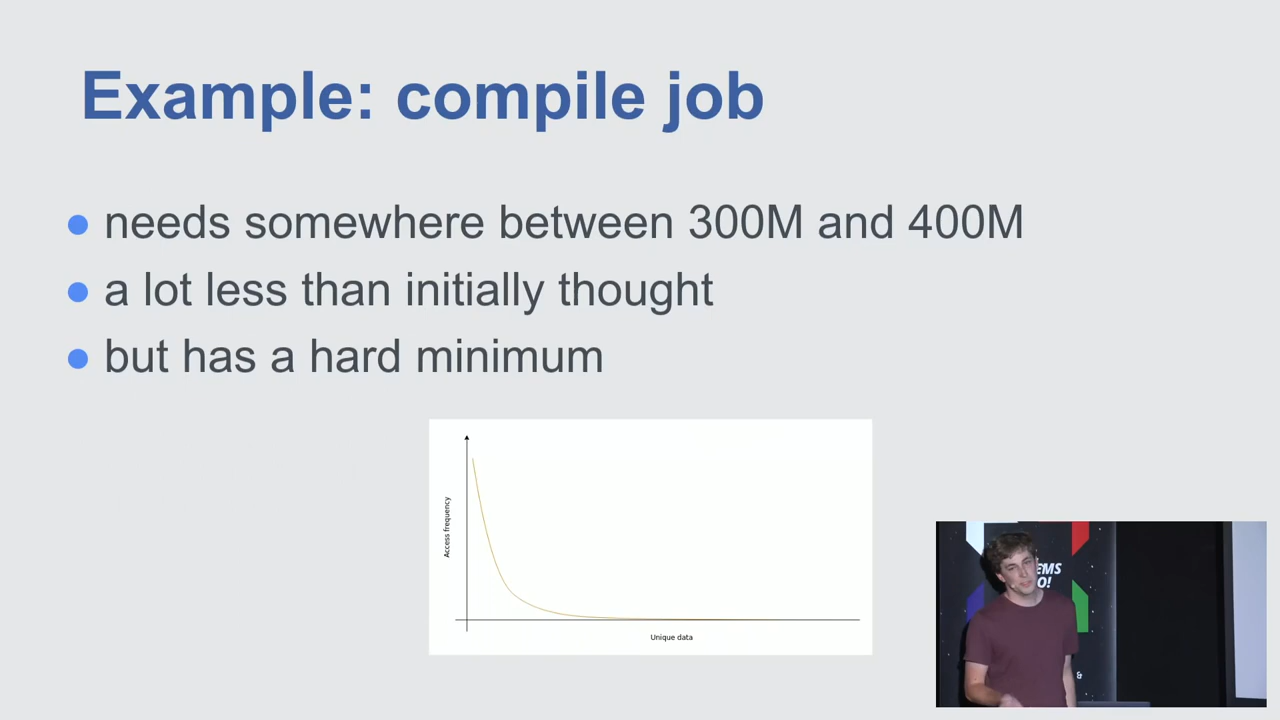 Example: compile job
needs somewhere between 300M and 400M
a lot less than initially thought
but has a hard minimum
Access frequency
Unique data
EMS
O!
&